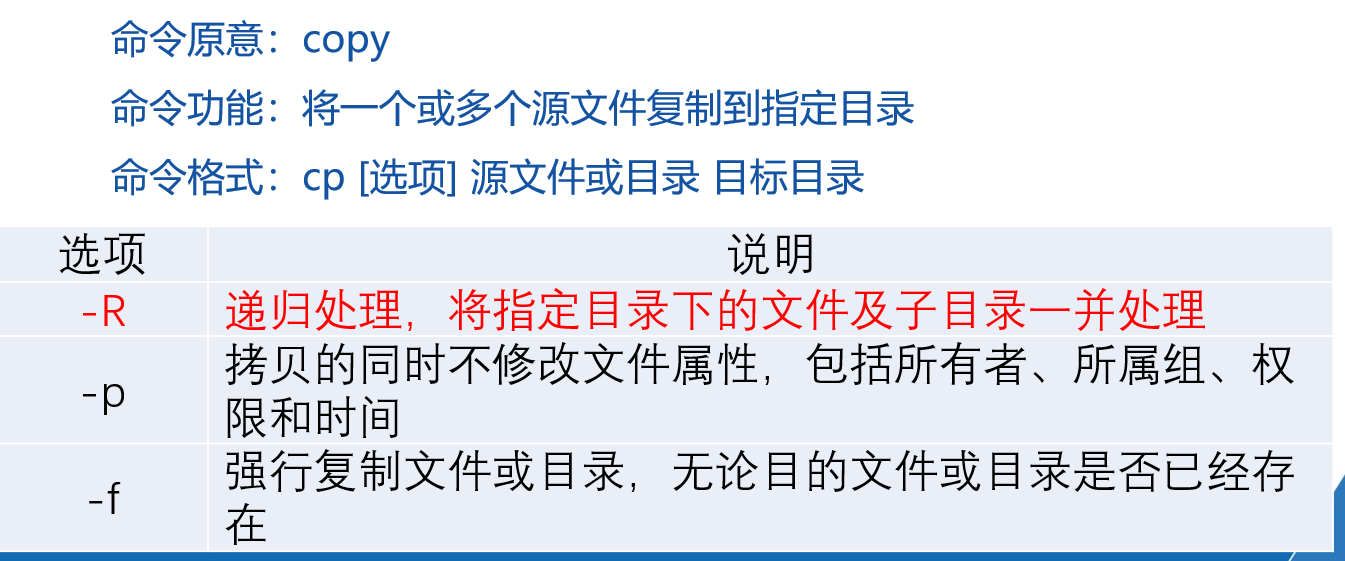 命令原意：copy
命令功能：将一个或多个源文件复制到指定目录
命令格式：cp [选项] 源文件或目录 目标目录
选项 说明
-R 递归处理，将指定目录下的文件及子目录一并处理
-p 拷贝的同时不修改文件属性，包括所有者、所属组、权
限和时间
-f 强行复制文件或目录，无论目的文件或目录是否已经存
在